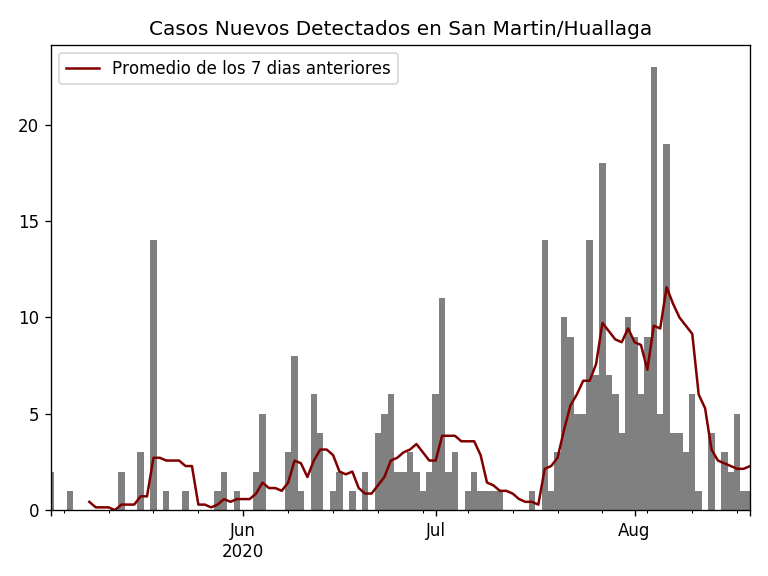 Casos Nuevos Detectados en San Martin/Huallaga
Promedio de los 7 dias anteriores
20
15
10
5
0
Jun
2020
Jul
Aug